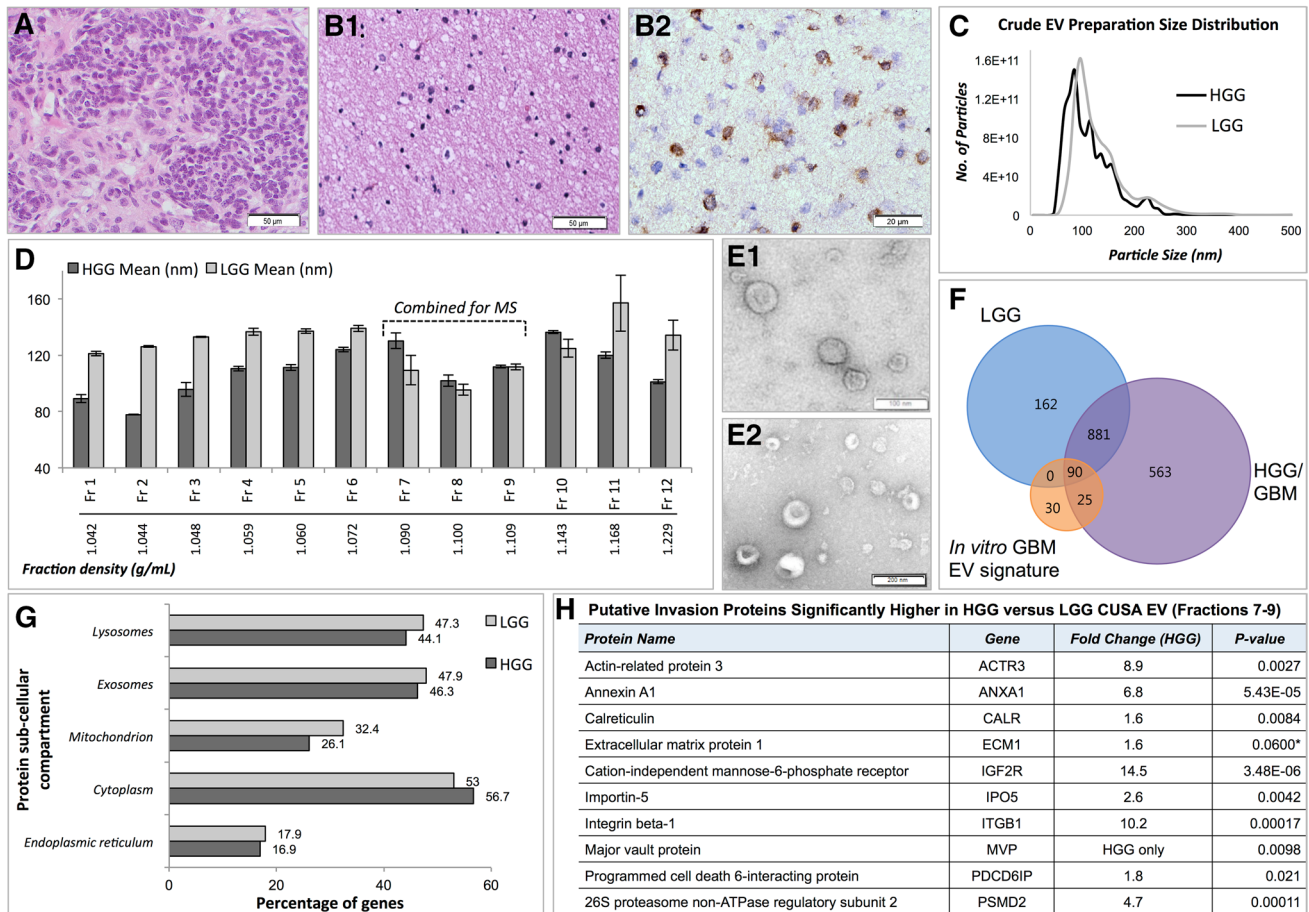 A
50 µm
B1:
50 µm
B2
20 µm
C
Crude EV Preparation Size Distribution
No. of Particles
1.6E+11
1.2E+11
8E+10
4E+10
0
HGG
LGG
0 100 200 300 400 500
Particle Size (nm)
D
HGG Mean (nm) LGG Mean (nm)
Combined for MS
160
120
80
40
Fr 1 Fr 2 Fr 3 Fr 4 Fr 5 Fr 6 Fr 7 Fr 8 Fr 9 Fr 10 Fr 11 Fr 12
1.042 1.044 1.048 1.059 1.060 1.072 1.090 1.100 1.109 1.143 1.168 1.229
Fraction density (g/mL)
E1
100 nm
E2
200 nm
F
LGG
162
881
0 90
563
HGG/
GBM
30 25
In vitro GBM
EV signature
G
LGG
HGG
Protein sub-cellular
compartment
Lysosomes 47.3
44.1
Exosomes 47.9
46.3
Mitochondrion 32.4
26.1
Cytoplasm 53
56.7
Endoplasmic reticulum 17.9
16.9
0 20 40 60
Percentage of genes
H
Putative Invasion Proteins Significantly Higher in HGG versus LGG CUSA EV (Fractions 7-9)
Protein Name Gene Fold Change (HGG) P-value
Actin-related protein 3 ACTR3 8.9 0.0027
Annexin A1 ANXA1 6.8 5.43E-05
Calreticulin CALR 1.6 0.0084
Extracellular matrix protein 1 ECM1 1.6 0.0600*
Cation-independent mannose-6-phosphate receptor IGF2R 14.5 3.48E-06
Importin-5 IPO5 2.6 0.0042
Integrin beta-1 ITGB1 10.2 0.00017
Major vault protein MVP HGG only 0.0098
Programmed cell death 6-interacting protein PDCD6IP 1.8 0.021
26S proteasome non-ATPase regulatory subunit 2 PSMD2 4.7 0.00011